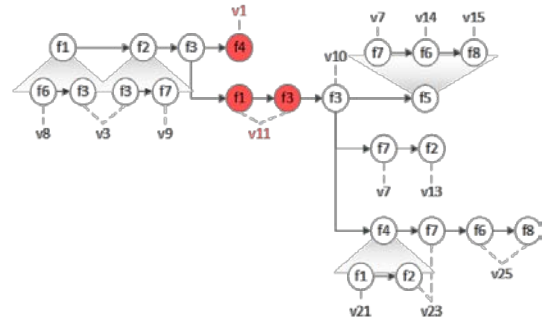 v1
v7 v14 v15
f1 f2 f3 f4
f7 f6 f8
v10
f6 f3 f3 f7
f1 f3 f3 f5
v8 v3 v9 v11
f7 f2
v7 v13
f4 f7 f6 f8
f1 f2
v25
v21 v23